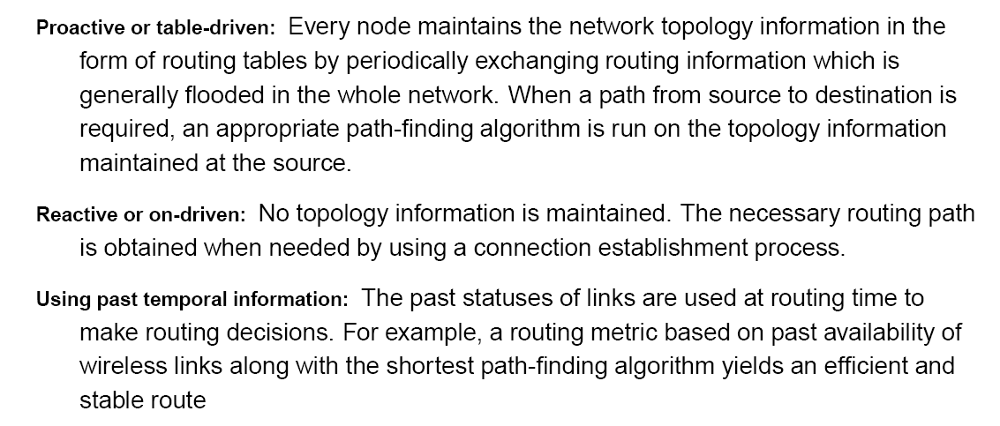 Proactive or table-driven: Every node maintains the network topology information in the
form of routing tables by periodically exchanging routing information which is
generally flooded in the whole network. When a path from source to destination is
required, an appropriate path-finding algorithm is run on the topology information
maintained at the source.
Reactive or on-driven: No topology information is maintained. The necessary routing path
is obtained when needed by using a connection establishment process.
Using past temporal information: The past statuses of links are used at routing time to
make routing decisions. For example, a routing metric based on past availability of
wireless links along with the shortest path-finding algorithm yields an efficient and
stable route